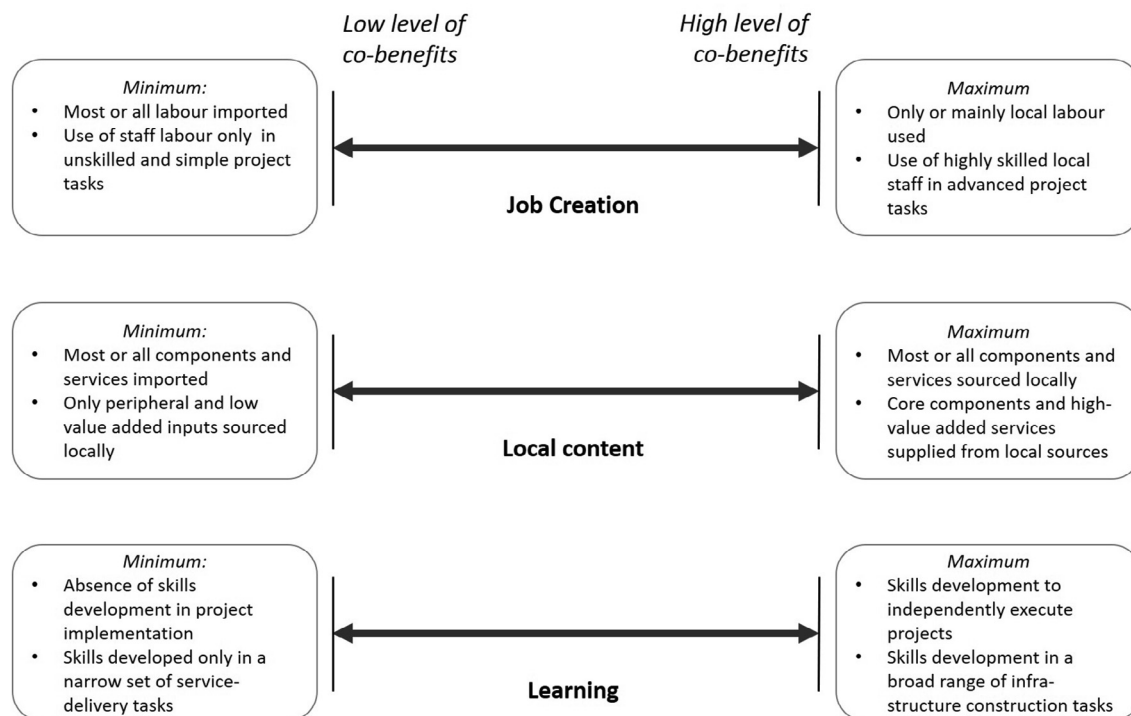 Low level of
co-benefits
High level of
co-benefits
Minimum:
• Most or all labour imported
• Use of staff labour only in
unskilled and simple project
tasks
Job Creation
Maximum
• Only or mainly local labour
used
• Use of highly skilled local
staff in advanced project
tasks
Minimum:
• Most or all components and
services imported
• Only peripheral and low
value added inputs sourced
locally
Local content
Maximum
• Most or all components and
services sourced locally
• Core components and high-
value added services
supplied from local sources
Minimum:
• Absence of skills
development in project
implementation
• Skills developed only in a
narrow set of service-
delivery tasks
Learning
Maximum
• Skills development to
independently execute
projects
• Skills development in a
broad range of infra-
structure construction tasks